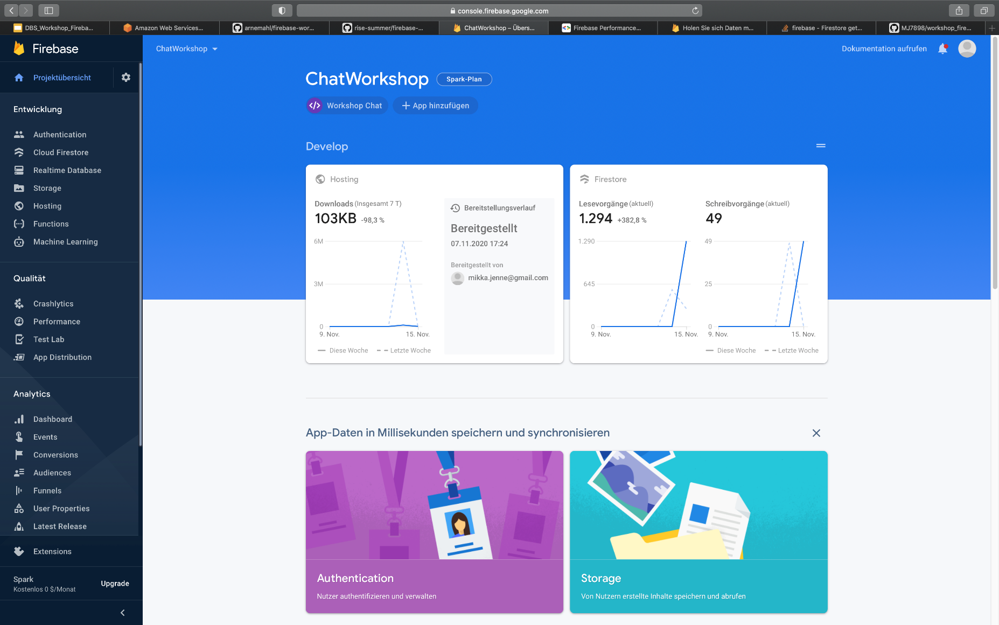 console.firebase.google.com
DBS_Workshop_Fireba...
Amazon Web Services...
arnemahl/firebase-wor...
rise-summer/firebase-...
ChatWorkshop – Übers...
Firebase Performance...
Holen Sie sich Daten m...
firebase - Firestore get...
MJ7898/workshop_fire...
Firebase
ChatWorkshop
Dokumentation aufrufen
Projektübersicht
Entwicklung
Authentication
Cloud Firestore
Realtime Database
Storage
Hosting
Functions
Machine Learning
Qualität
Crashlytics
Performance
Test Lab
App Distribution
Analytics
Dashboard
Events
Conversions
Audiences
Funnels
User Properties
Latest Release
Extensions
Spark
Kostenlos 0 $/Monat
Upgrade
ChatWorkshop
Spark-Plan
Workshop Chat
App hinzufügen
Develop
Hosting
Downloads (Insgesamt 7 T)
103KB -98,3 %
6M
3M
0
9. Nov.
15. Nov.
Diese Woche
Letzte Woche
Bereitstellungsverlauf
Bereitgestellt
07.11.2020 17:24
Bereitgestellt von
mikka.jenne@gmail.com
Firestore
Lesevorgänge (aktuell)
1.294 +382,8 %
1.290
645
0
9. Nov.
15. Nov.
Schreibvorgänge (aktuell)
49
49
25
0
9. Nov.
15. Nov.
Diese Woche
Letzte Woche
App-Daten in Millisekunden speichern und synchronisieren
Authentication
Nutzer authentifizieren und verwalten
Storage
Von Nutzern erstellte Inhalte speichern und abrufen